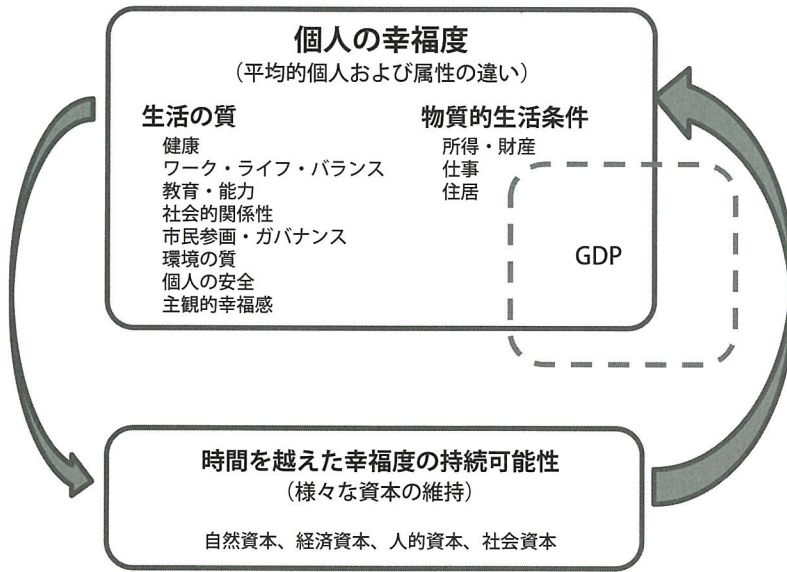 個人の幸福度
(平均的個人および属性の違い)
生活の質
健康
ワーク・ライフ・バランス
教育・能力
社会的関係性
市民参画・ガバナンス
環境の質
個人の安全
主観的幸福感
物質的生活条件
所得・財産
仕事
住居
GDP
時間を越えた幸福度の持続可能性
(様々な資本の維持)
自然資本、経済資本、人的資本、社会資本